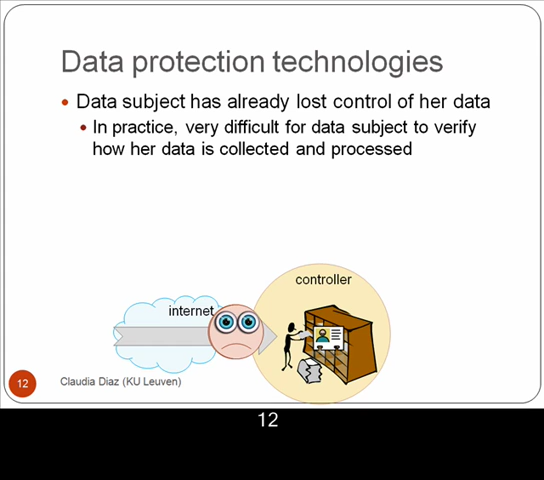 Data protection technologies
Data subject has already lost control of her data
In practice, very difficult for data subject to verify
how her data is collected and processed
controller
internet
12
Claudia Diaz (KU Leuven)
12